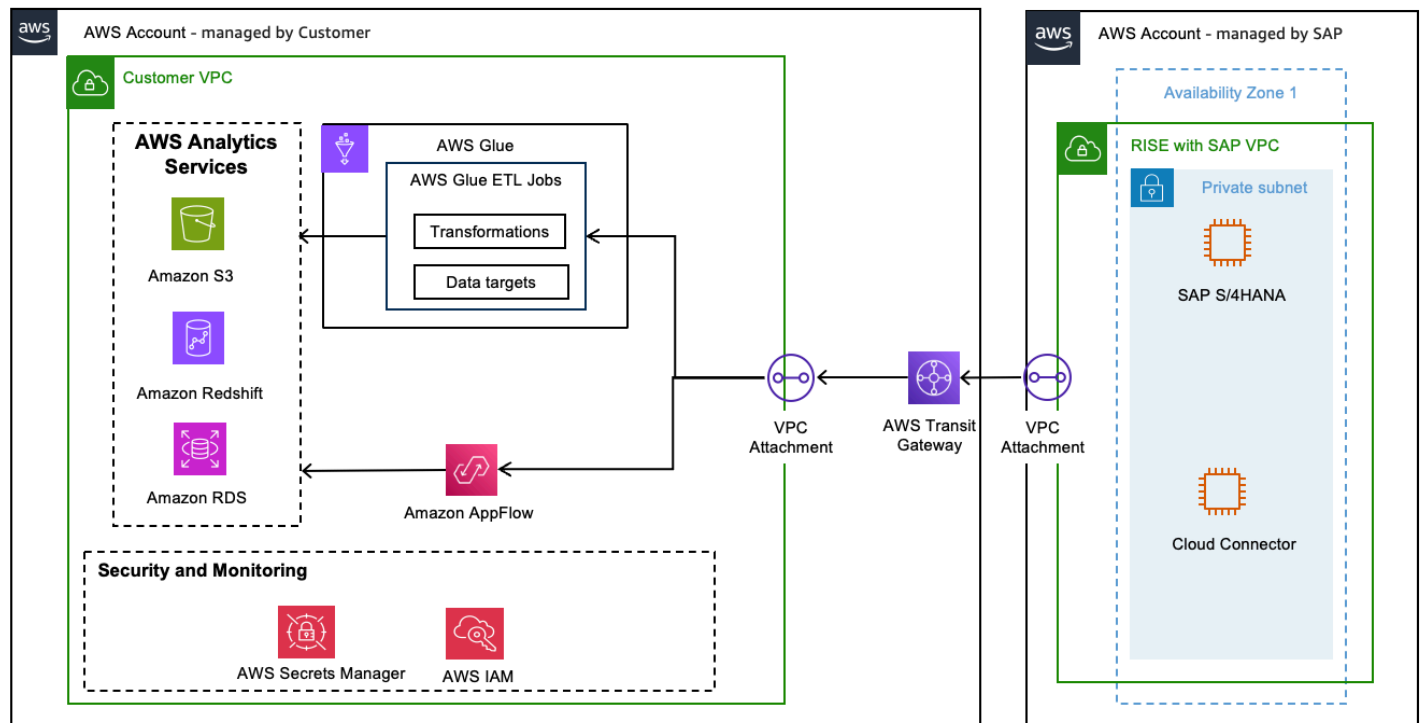 aws
AWS Account - managed by Customer
Customer VPC
AWS Analytics
Services
Amazon S3
Amazon Redshift
Amazon RDS
AWS Glue
AWS Glue ETL Jobs
Transformations
Data targets
Amazon AppFlow
VPC
Attachment
AWS Transit
Gateway
Security and Monitoring
AWS Secrets Manager
AWS IAM
aws
AWS Account - managed by SAP
Availability Zone 1
RISE with SAP VPC
Private subnet
SAP S/4HANA
VPC
Attachment
Cloud Connector